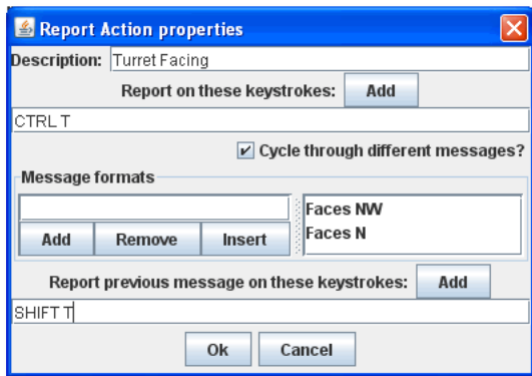 Report Action properties
Description: Turret Facing
Report on these keystrokes: Add
CTRL T
Cycle through different messages?
Message formats
Faces NW
Faces N
Add Remove Insert
Report previous message on these keystrokes: Add
SHIFT T
Ok Cancel